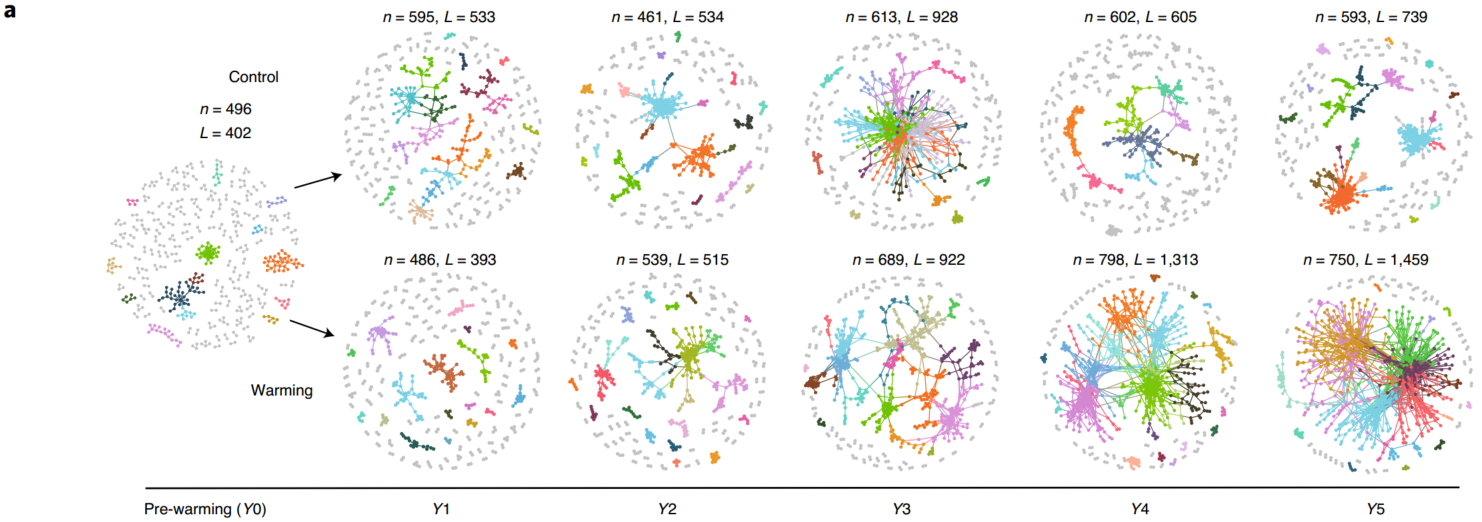 a
n = 595, L = 533
n = 461, L = 534
n = 613, L = 928
n = 602, L = 605
n = 593, L = 739
Control
n = 496
L = 402
n = 486, L = 393
n = 539, L = 515
n = 689, L = 922
n = 798, L = 1,313
n = 750, L = 1,459
Warming
Pre-warming (Y0)
Y1
Y2
Y3
Y4
Y5